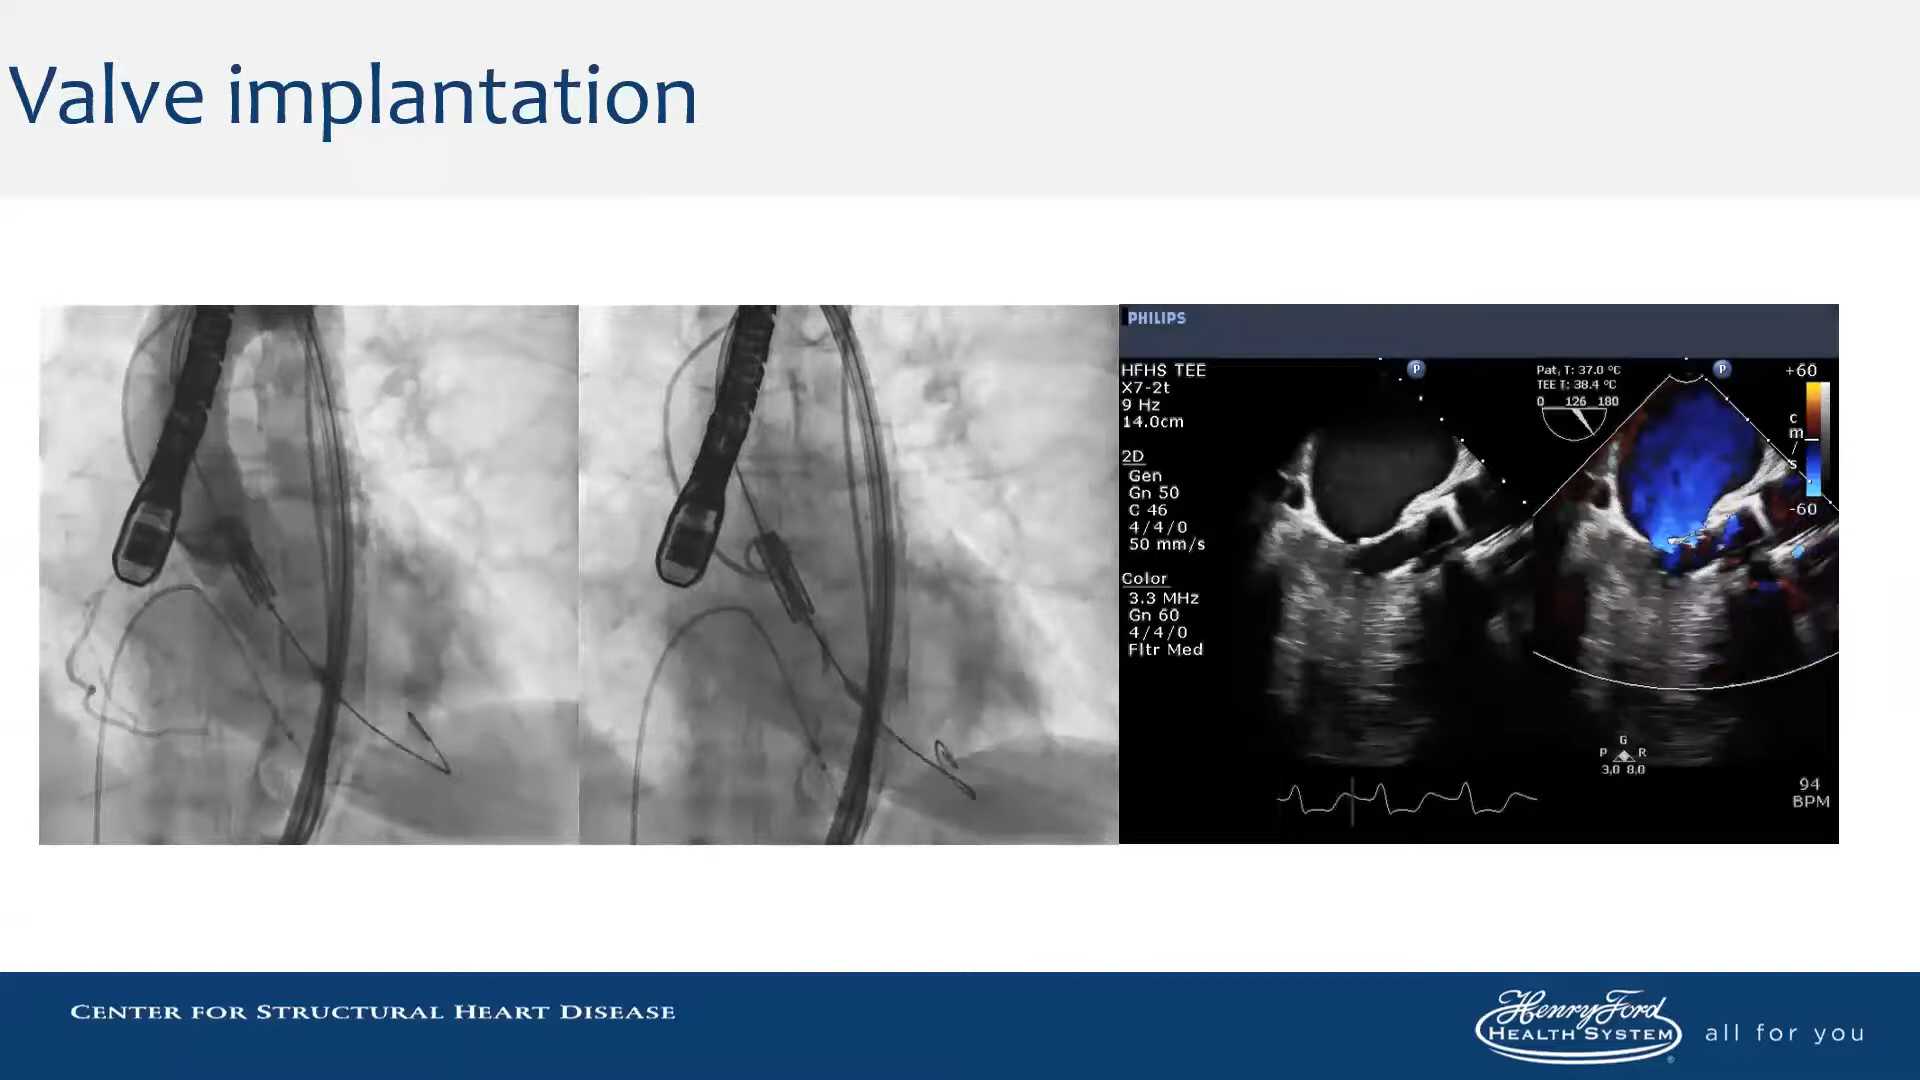 Valve implantation
PHILIPS
HFHS TEE
X7-2t
9 Hz
14.0cm
2D
Gen
Gn 50
C 46
4/4/0
50 mm/s
Color
3.3 MHz
Gn 60
4/4/0
Fltr Med
P
Pat. T: 37.0 °C
TEE T: 38.4 °C
0 126 180
P
+60
c
m
/
s
-60
G
P R
3.0 8.0
94
BPM
CENTER FOR STRUCTURAL HEART DISEASE
Henry Ford
HEALTH SYSTEM
®
all for you